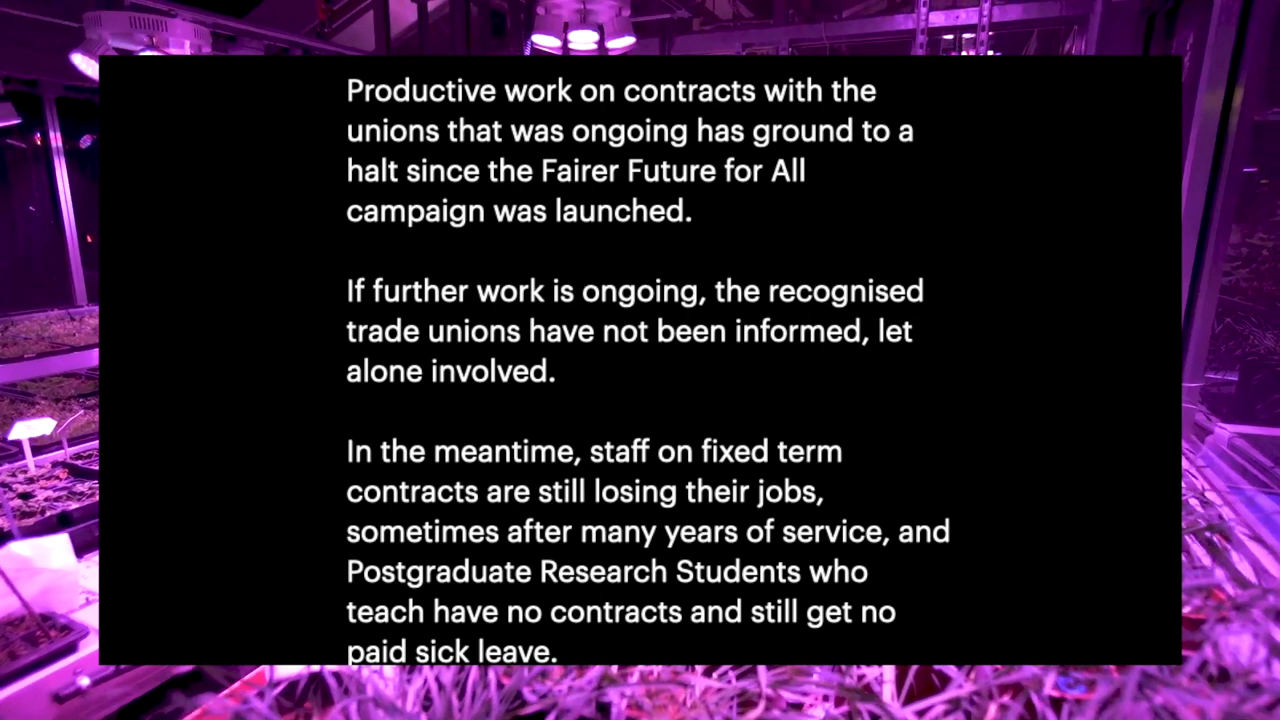 Productive work on contracts with the
unions that was ongoing has ground to a
halt since the Fairer Future for All
campaign was launched.
If further work is ongoing, the recognised
trade unions have not been informed, let
alone involved.
In the meantime, staff on fixed term
contracts are still losing their jobs,
sometimes after many years of service, and
Postgraduate Research Students who
teach have no contracts and still get no
paid sick leave.